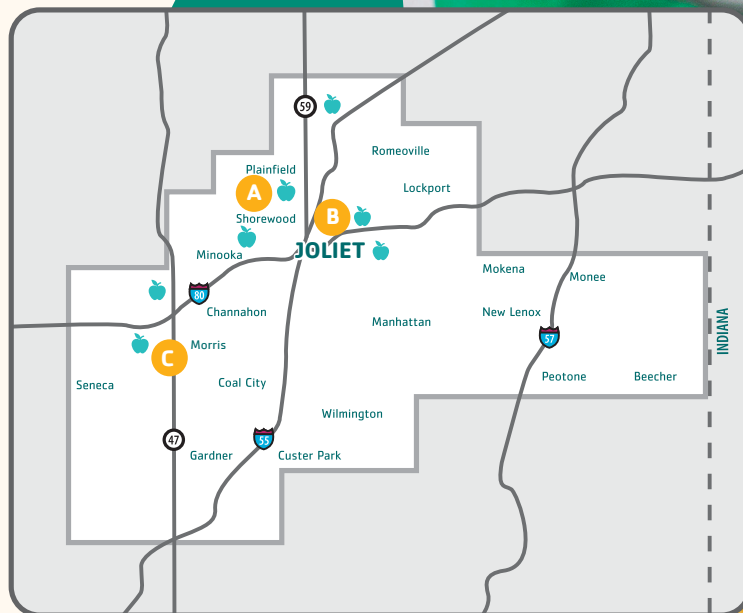 59
Romeoville
Plainfield
A
Lockport
B
Shorewood
JOLIET
Minooka
Mokena
Monee
80
Channahon
New Lenox
Manhattan
INDIANA
57
Morris
C
Seneca
Coal City
Peotone
Beecher
Wilmington
47
55
Gardner
Custer Park